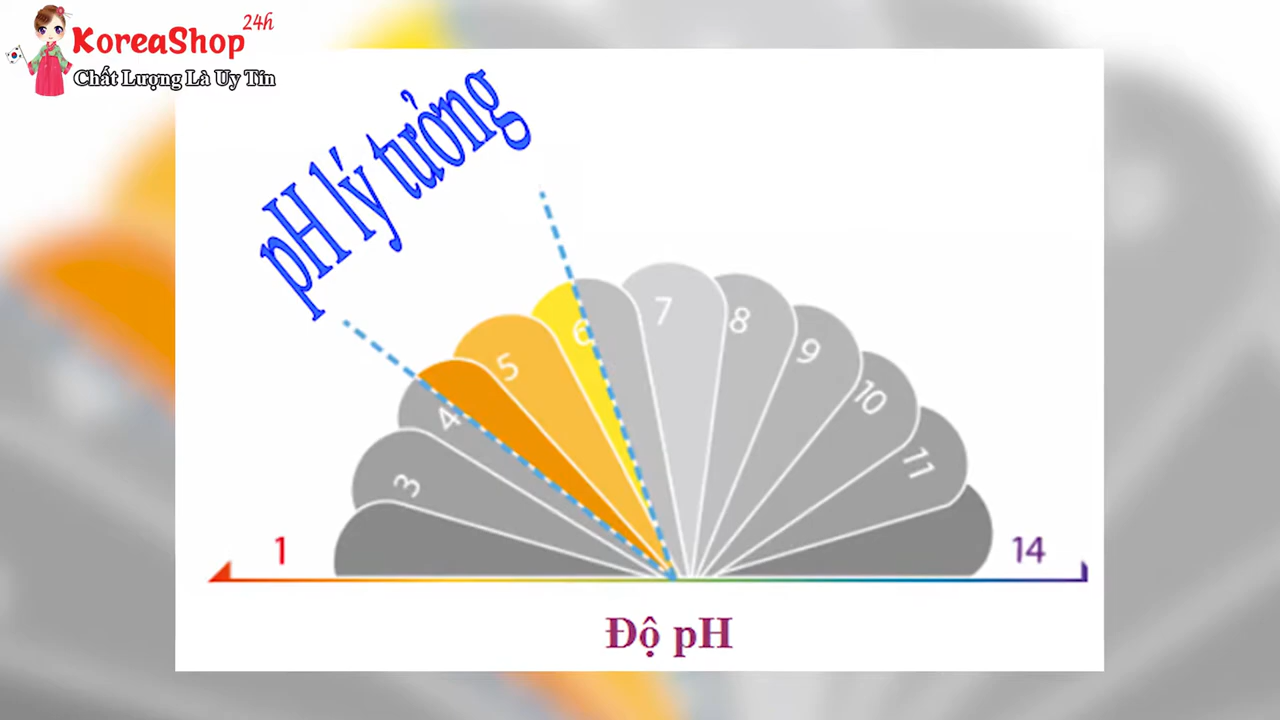 KoreaShop 24h
Chất Lượng Là Uy Tín
pH lý tưởng
3
4
5
6
7
8
9
10
11
1
14
Độ pH